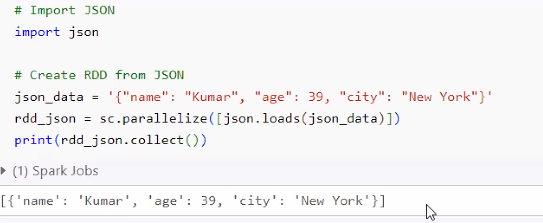 # Import JSON
import json
# Create RDD from JSON
json_data = '{"name": "Kumar", "age": 39, "city": "New York"}'
rdd_json = sc.parallelize([json.loads(json_data)])
print(rdd_json.collect())
(1) Spark Jobs
[{'name': 'Kumar', 'age': 39, 'city': 'New York'}]